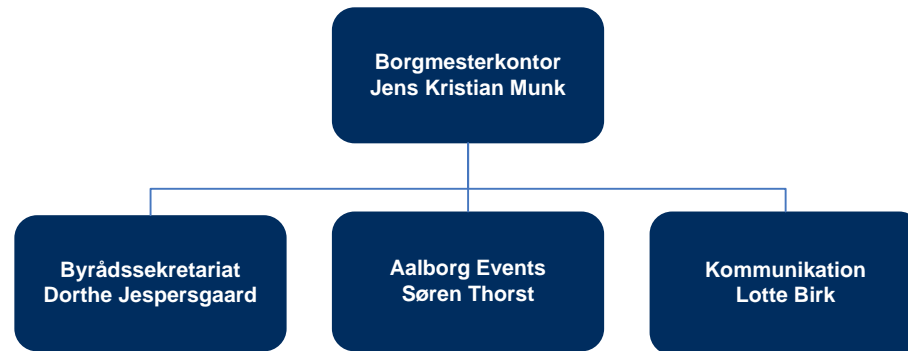 Borgmesterkontor
Jens Kristian Munk
Byrådssekretariat
Dorthe Jespersgaard
Aalborg Events
Søren Thorst
Kommunikation
Lotte Birk